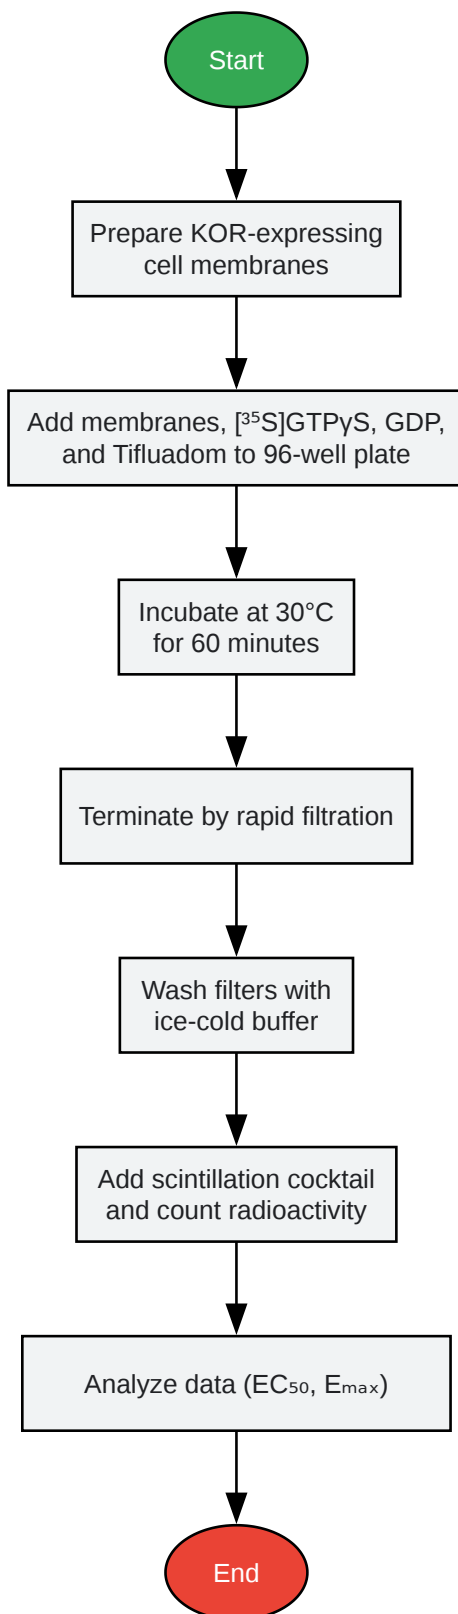 Start
Prepare KOR-expressing
cell membranes
Add membranes, [³⁵S]GTPγS, GDP,
and Tifluadom to 96-well plate
Incubate at 30°C
for 60 minutes
Terminate by rapid filtration
Wash filters with
ice-cold buffer
Add scintillation cocktail
and count radioactivity
Analyze data (EC₅₀, Eₘₐₓ)
End